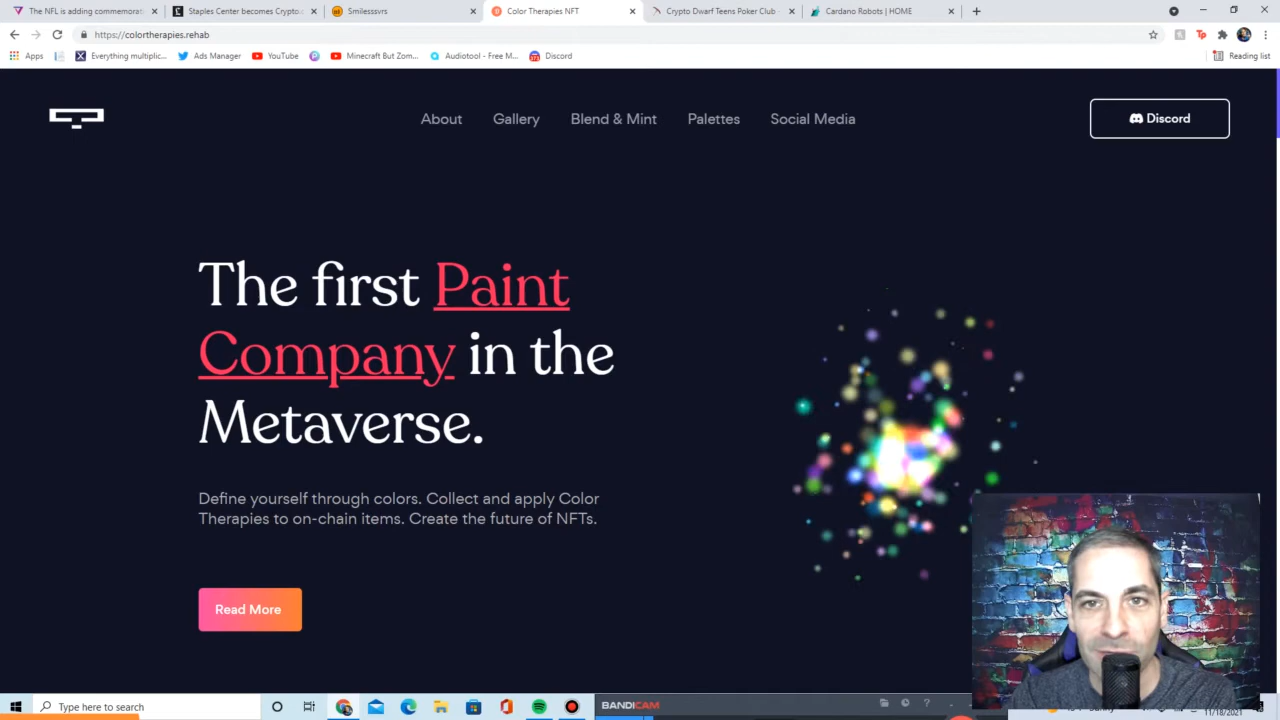 The NFL is adding commemorat
Staples Center becomes Crypto.c
Smilesssvrs
Color Therapies NFT
Crypto Dwarf Teens Poker Club -
Cardano Robots | HOME
https://colortherapies.rehab
Apps
Everything multiplic...
Ads Manager
YouTube
Minecraft But Zom...
Audiotool - Free M...
Discord
Reading list
About
Gallery
Blend & Mint
Palettes
Social Media
Discord
The first Paint
Company in the
Metaverse.
Define yourself through colors. Collect and apply Color
Therapies to on-chain items. Create the future of NFTs.
Read More
Type here to search
BANDICAM
11/18/2021